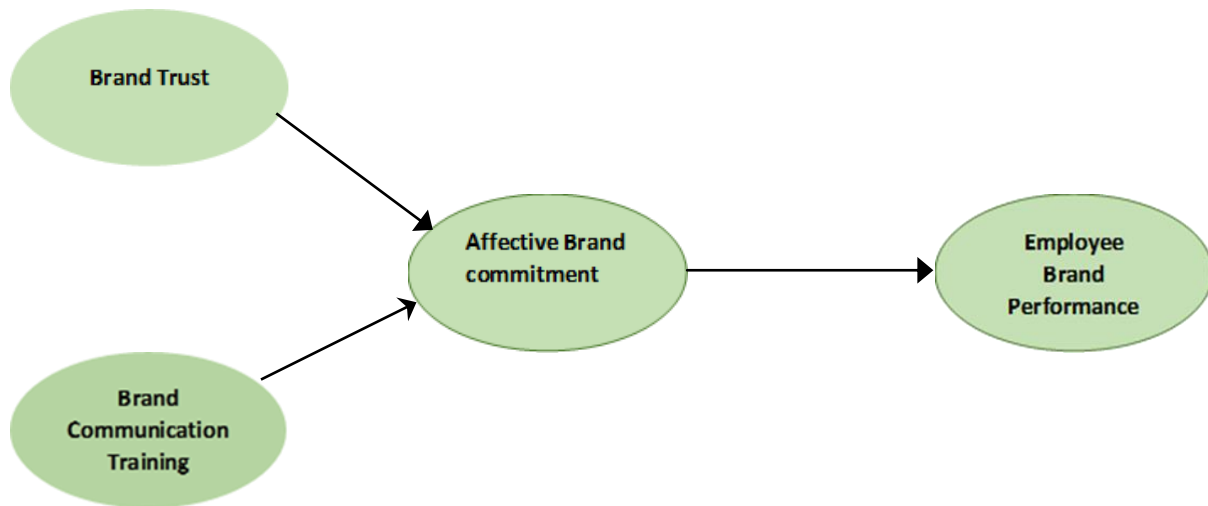 Brand Trust
Affective Brand
commitment
Employee
Brand
Performance
Brand
Communication
Training